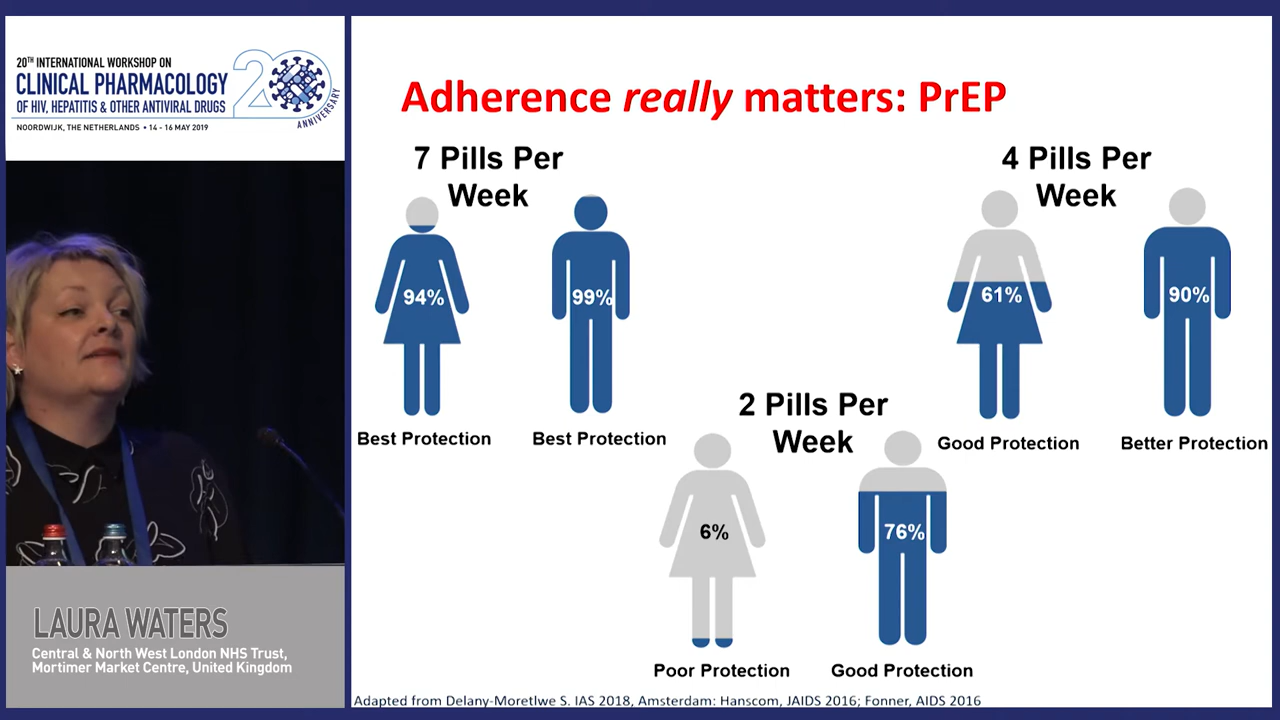 20TH INTERNATIONAL WORKSHOP ON
CLINICAL PHARMACOLOGY
OF HIV, HEPATITIS & OTHER ANTIVIRAL DRUGS
NOORDWIJK, THE NETHERLANDS • 14 - 16 MAY 2019
20
ANNIVERSARY
Adherence really matters: PrEP
7 Pills Per
Week
94%
99%
Best Protection
Best Protection
4 Pills Per
Week
61%
90%
Good Protection
Better Protection
2 Pills Per
Week
6%
76%
Poor Protection
Good Protection
Adapted from Delany-Moretlwe S. IAS 2018, Amsterdam: Hanscom, JAIDS 2016; Fonner, AIDS 2016
LAURA WATERS
Central & North West London NHS Trust,
Mortimer Market Centre, United Kingdom